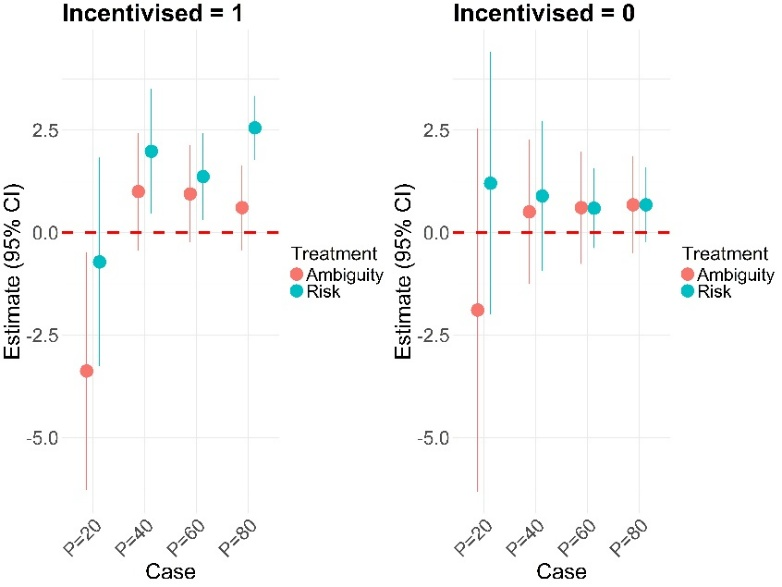 Incentivised = 1
Estimate (95% CI)
2.5
0.0
-2.5
-5.0
P=20
P=40
P=60
P=80
Case
Treatment
Ambiguity
Risk
Incentivised = 0
Estimate (95% CI)
2.5
0.0
-2.5
-5.0
P=20
P=40
P=60
P=80
Case
Treatment
Ambiguity
Risk